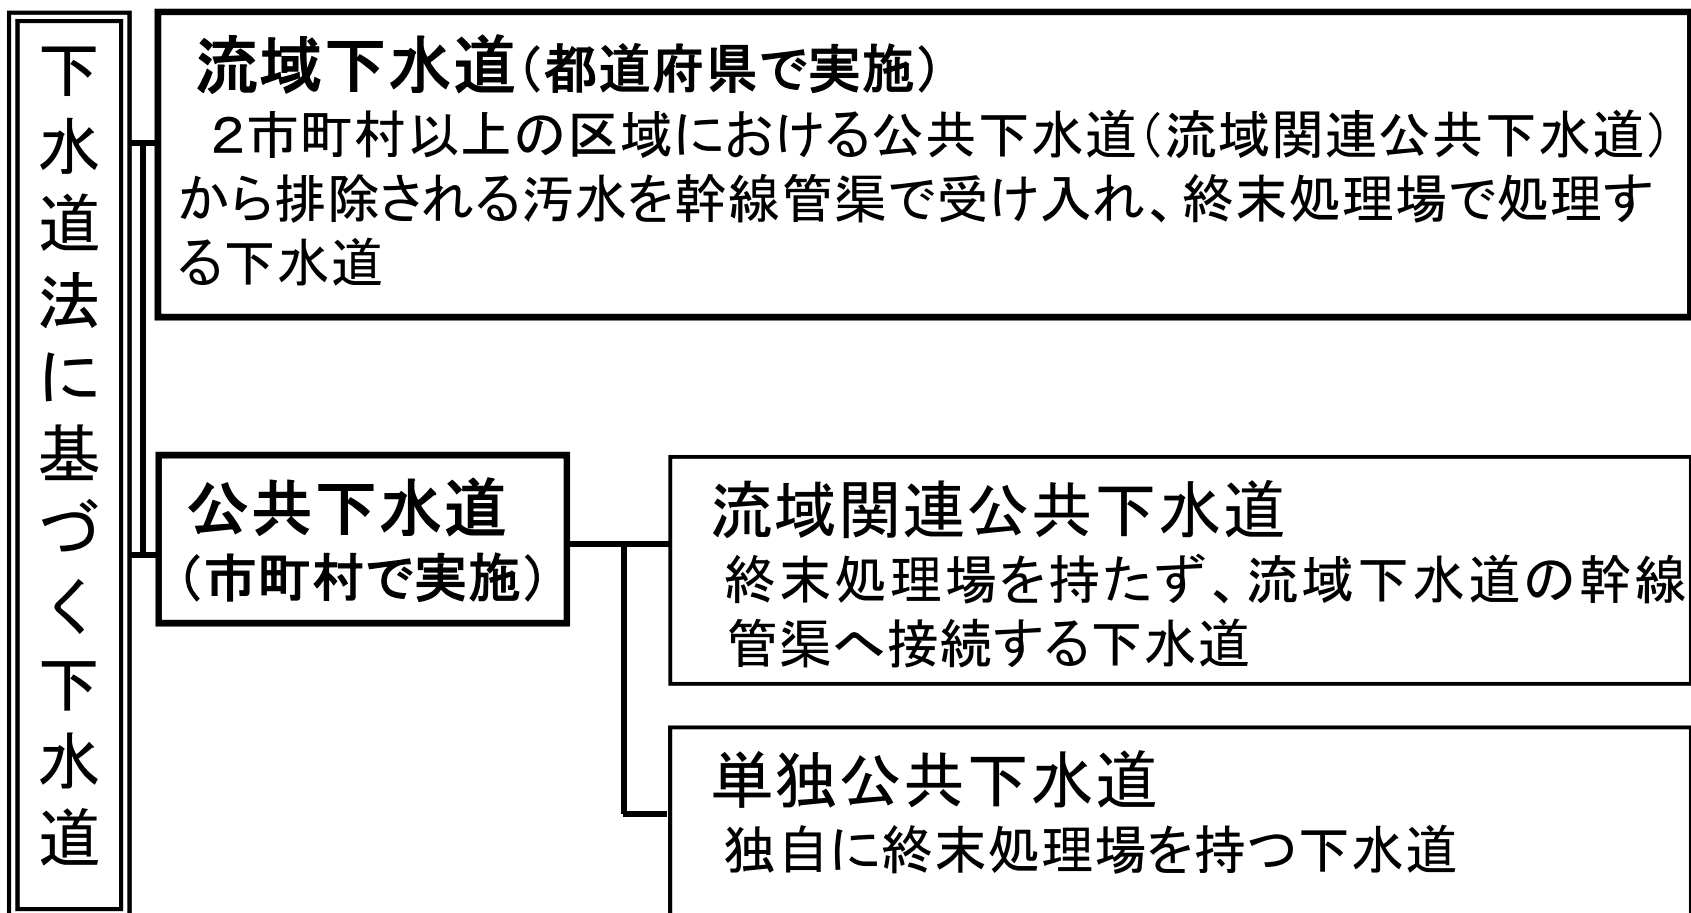 下水道法に基づく下水道
流域下水道（都道府県で実施）
２市町村以上の区域における公共下水道（流域関連公共下水道）
から排除される汚水を幹線管渠で受け入れ、終末処理場で処理す
る下水道
公共下水道
（市町村で実施）
流域関連公共下水道
終末処理場を持たず、流域下水道の幹線
管渠へ接続する下水道
単独公共下水道
独自に終末処理場を持つ下水道